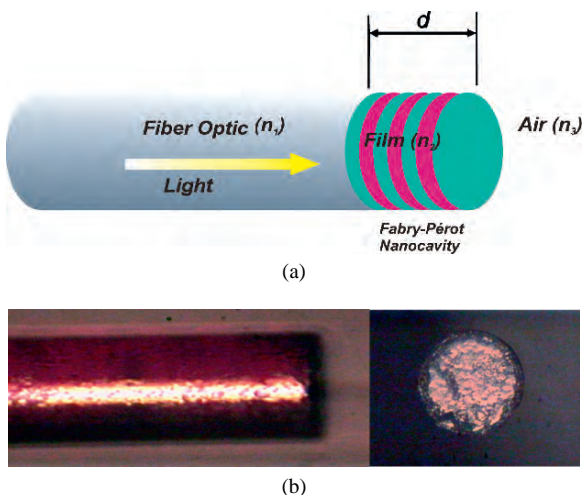 d
Fiber Optic (n₁)
Film (n₂)
Air (n₃)
Light
Fabry-Pérot
Nanocavity
(a)
(b)